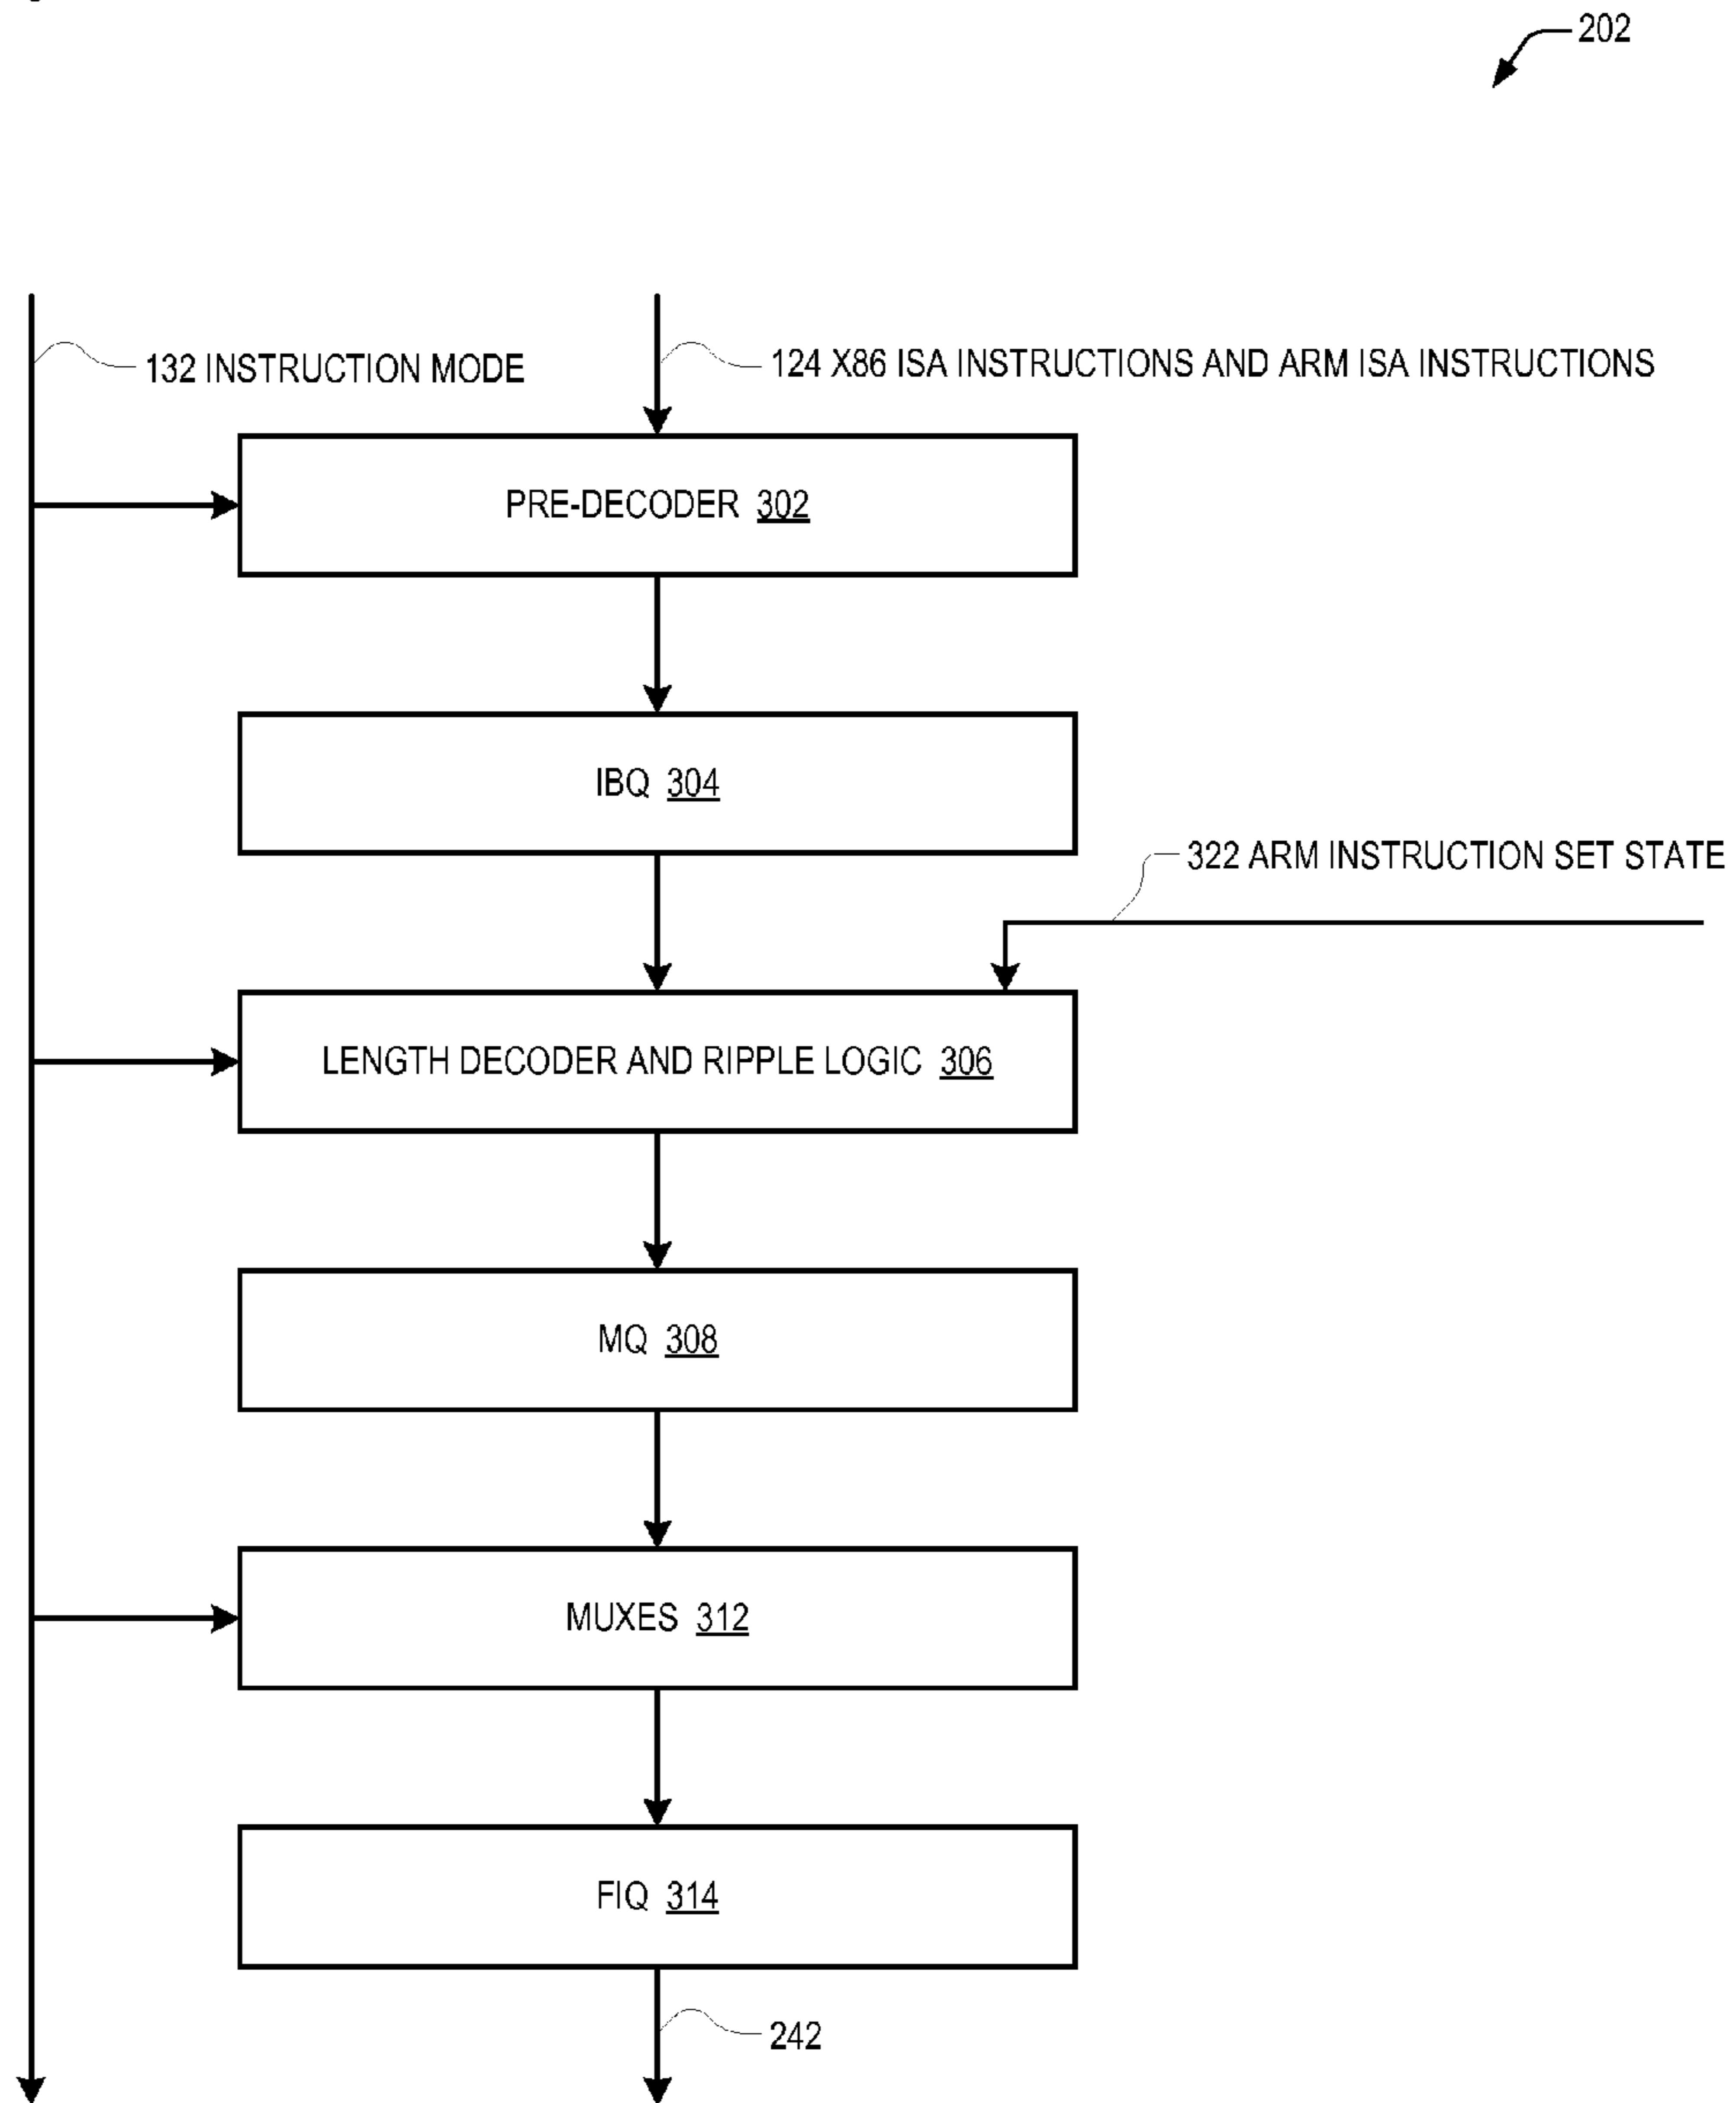 202
132 INSTRUCTION MODE
124 X86 ISA INSTRUCTIONS AND ARM ISA INSTRUCTIONS
PRE-DECODER 302
IBQ 304
322 ARM INSTRUCTION SET STATE
LENGTH DECODER AND RIPPLE LOGIC 306
MQ 308
MUXES 312
FIQ 314
242